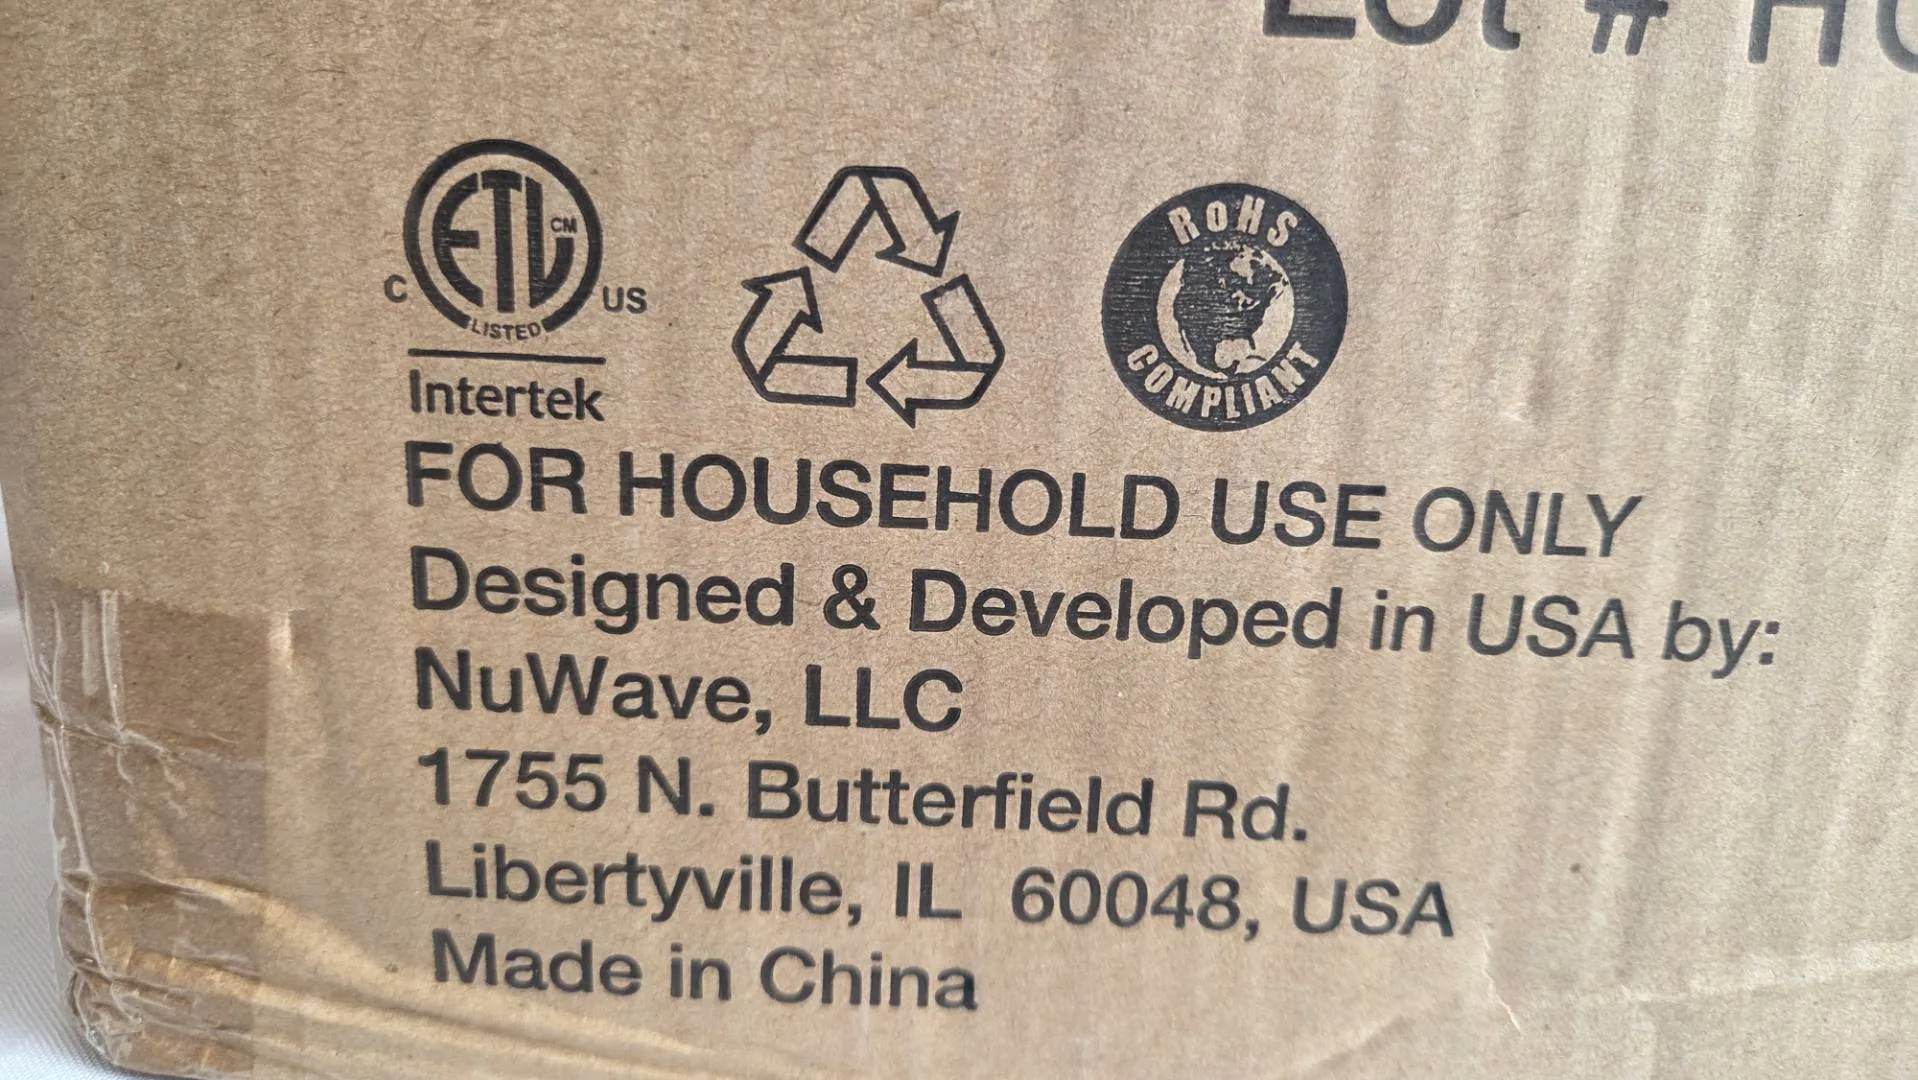 Lot #
ETL CM
C US
LISTED
Intertek
RoHS
COMPLIANT
FOR HOUSEHOLD USE ONLY
Designed & Developed in USA by:
NuWave, LLC
1755 N. Butterfield Rd.
Libertyville, IL 60048, USA
Made in China